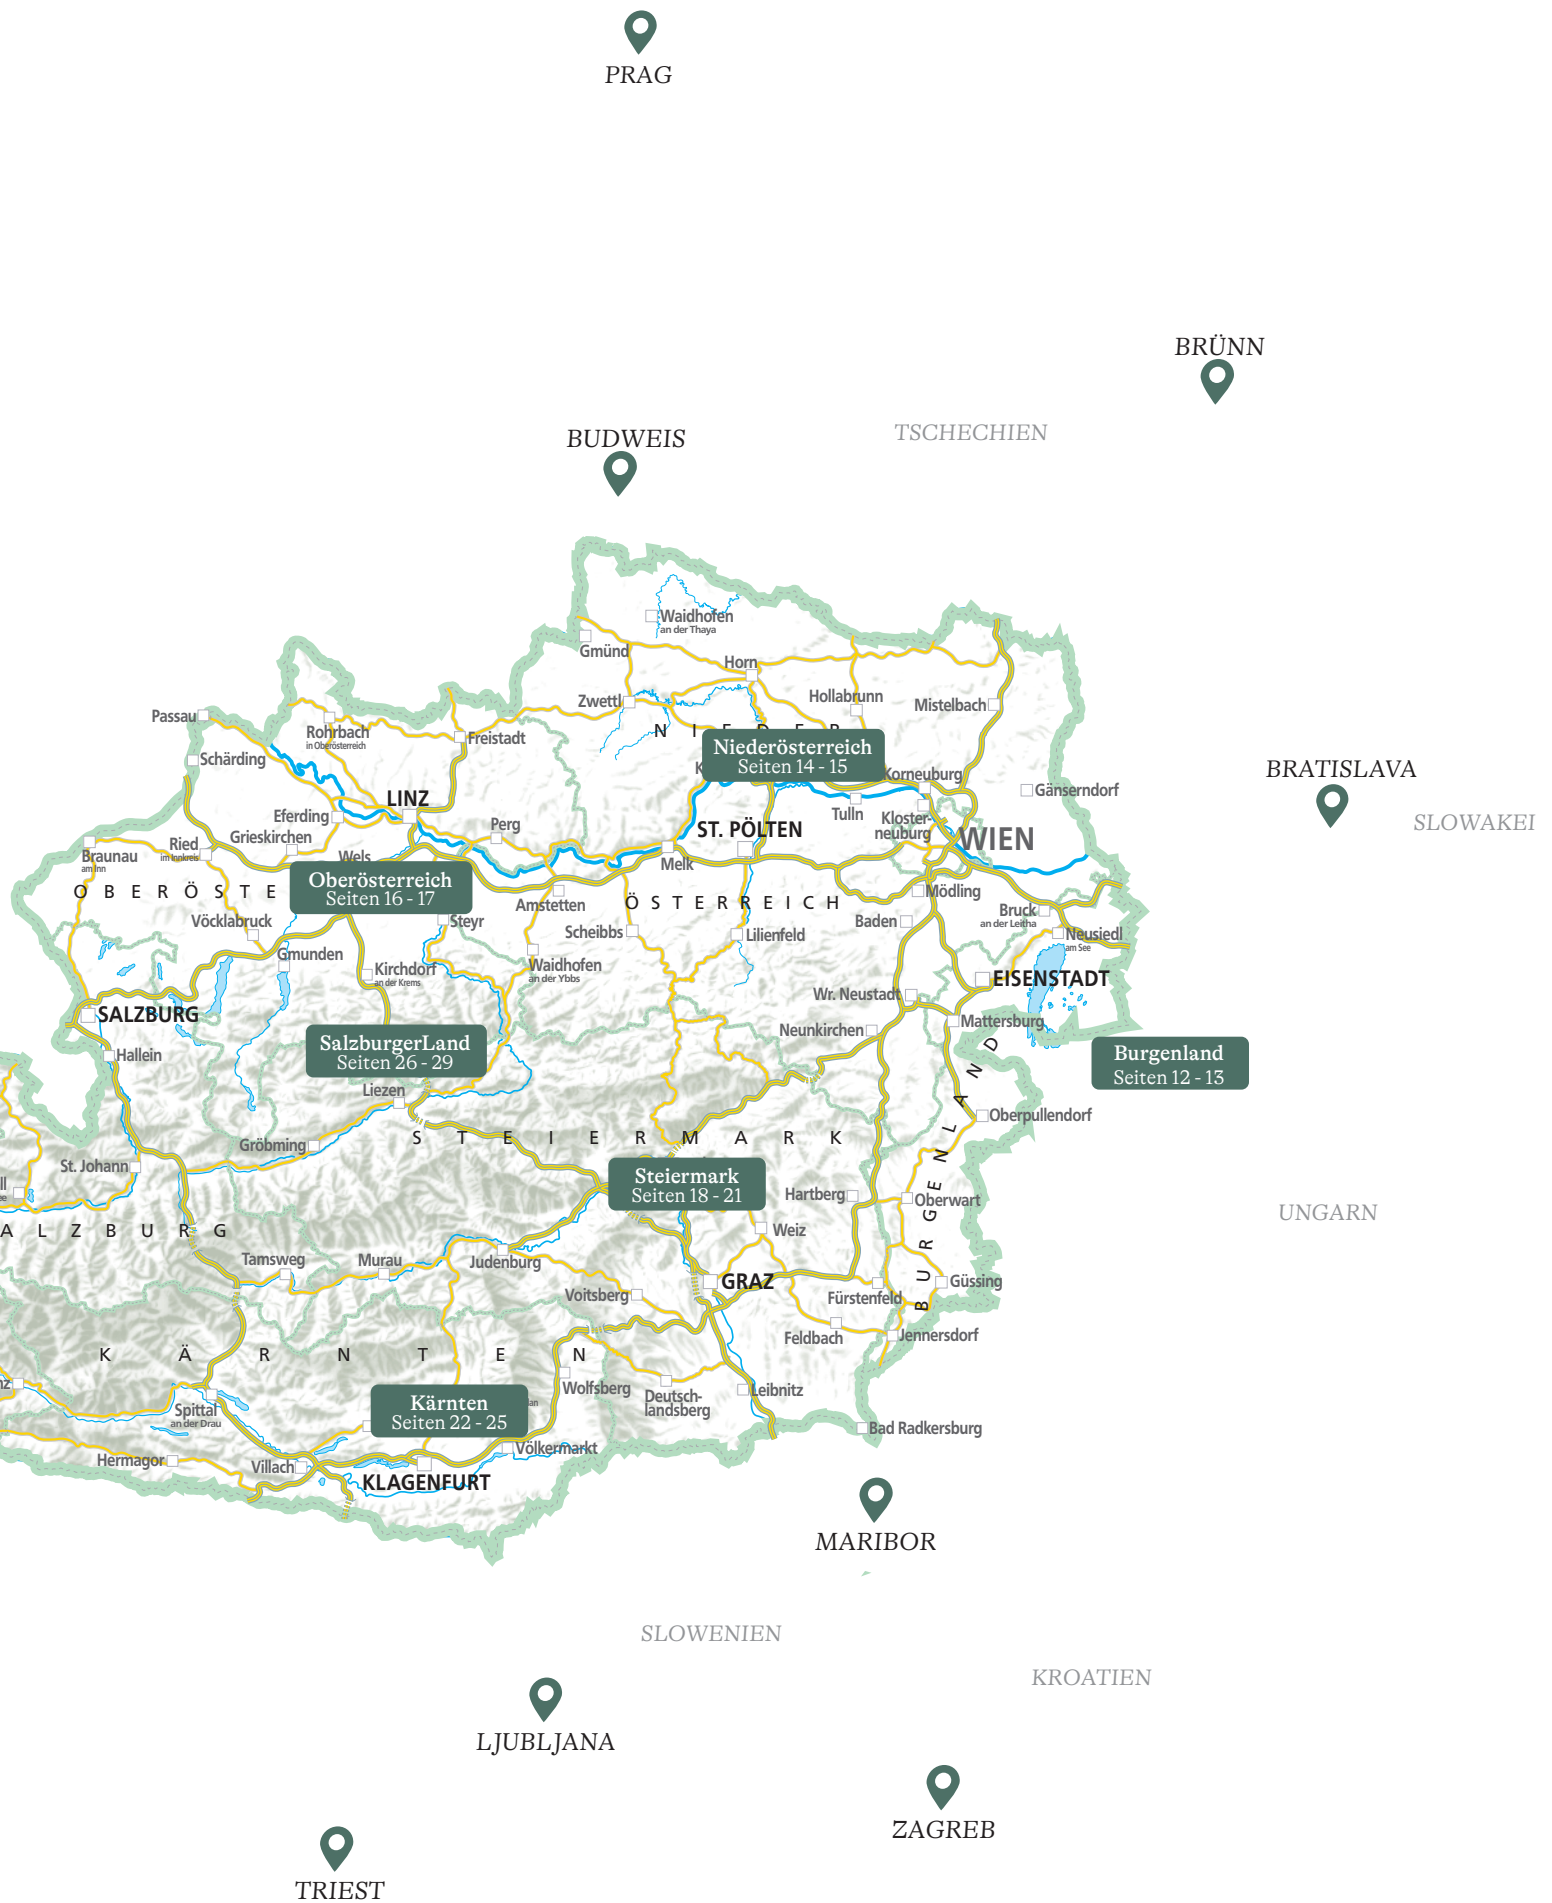 PRAG
BRÜNN
TSCHECHIEN
BUDWEIS
Waidhofen
an der Thaya
Gmünd
Horn
Zwettl
Hollabrunn
Mistelbach
Passau
Rohrbach
in Oberösterreich
Freistadt
NIEDER
Schärding
Niederösterreich
Seiten 14 - 15
Korneuburg
BRATISLAVA
Gänserndorf
LINZ
Eferding
Tulln
Kloster-
neuburg
SLOWAKEI
Grieskirchen
Perg
ST. PÖLTEN
WIEN
Ried
im Innkreis
Braunau
am Inn
Wels
Melk
OBERÖSTE
Oberösterreich
Seiten 16 - 17
Amstetten
ÖSTERREICH
Mödling
Vöcklabruck
Steyr
Scheibbs
Lilienfeld
Baden
Bruck
an der Leitha
Neusiedl
am See
Gmunden
Kirchdorf
an der Krems
Waidhofen
an der Ybbs
EISENSTADT
Wr. Neustadt
SALZBURG
Neunkirchen
Mattersburg
Hallein
SalzburgerLand
Seiten 26 - 29
Burgenland
Seiten 12 - 13
Liezen
Oberpullendorf
STEIERMARK
Gröbming
St. Johann
Steiermark
Seiten 18 - 21
Hartberg
Oberwart
BURGENLAND
UNGARN
ALZBURG
Weiz
Tamsweg
Murau
Judenburg
GRAZ
Güssing
Voitsberg
Fürstenfeld
Feldbach
Jennersdorf
KÄRNTEN
Wolfsberg
Deutsch-
landsberg
Leibnitz
Kärnten
Seiten 22 - 25
Spittal
an der Drau
Bad Radkersburg
Hermagor
Villach
Völkermarkt
KLAGENFURT
MARIBOR
SLOWENIEN
KROATIEN
LJUBLJANA
ZAGREB
TRIEST